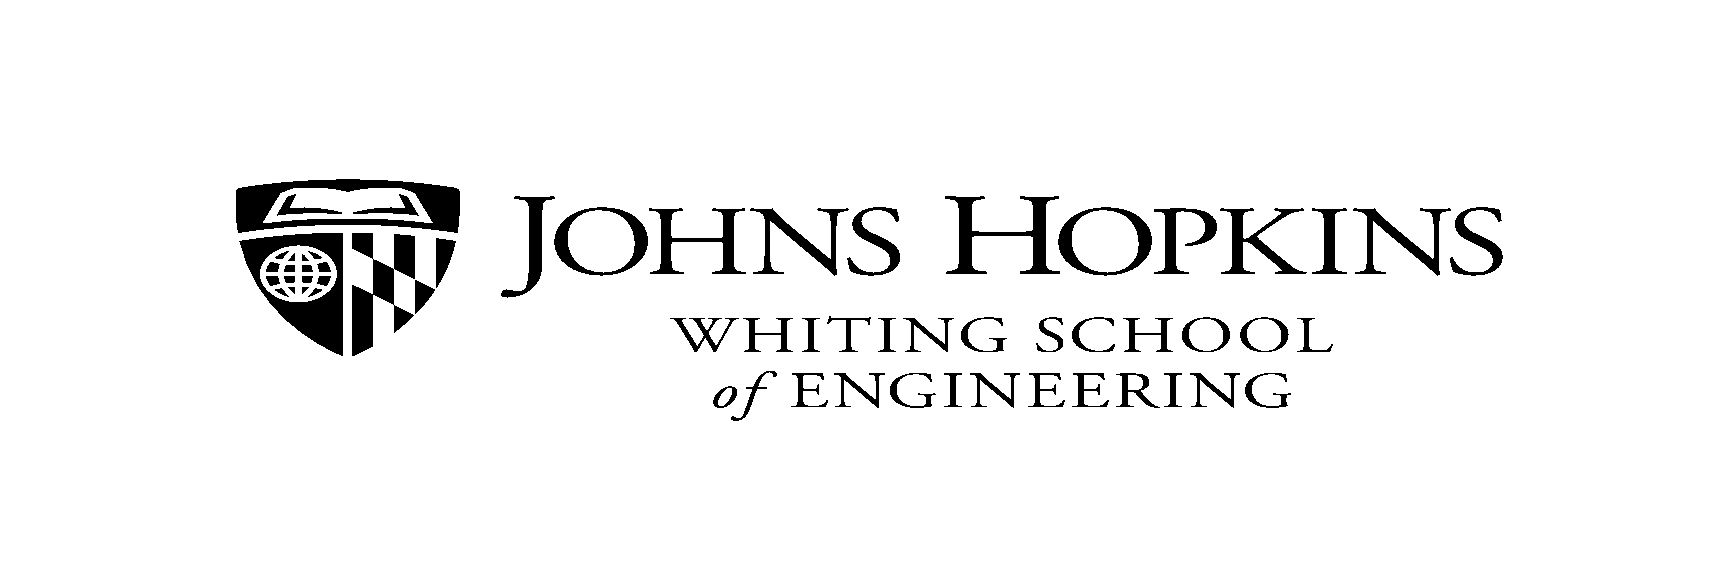 JOHNS HOPKINS
WHITING SCHOOL
of ENGINEERING